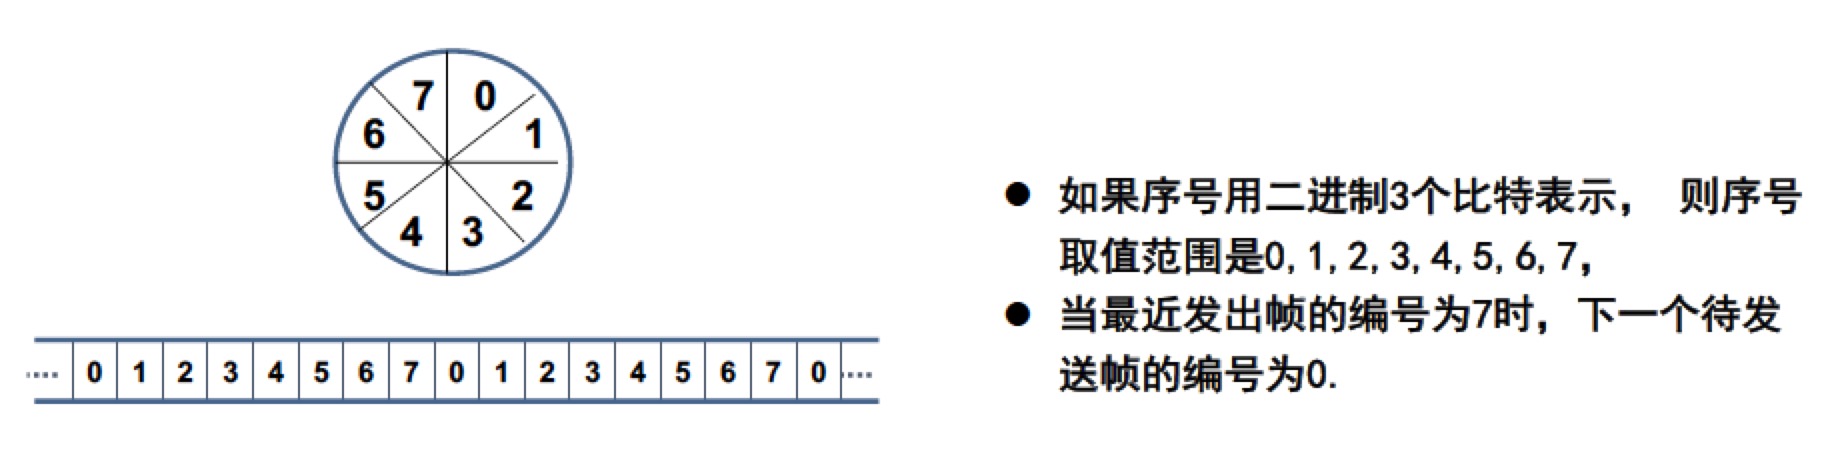 7 0
6 1
5 2
4 3
···· 0 1 2 3 4 5 6 7 0 1 2 3 4 5 6 7 0 ····
● 如果序号用二进制3个比特表示， 则序号
取值范围是0,1,2,3,4,5,6,7，
● 当最近发出帧的编号为7时，下一个待发
送帧的编号为0.